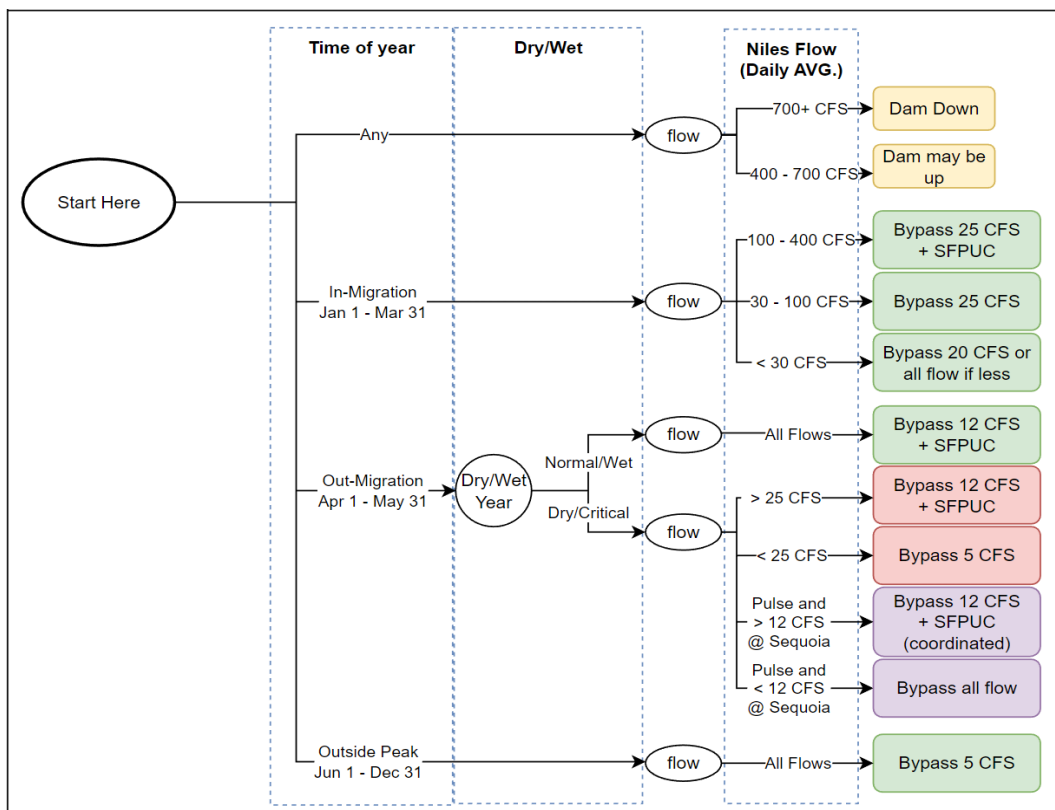 Time of year
Dry/Wet
Niles Flow
(Daily AVG.)
Start Here
Any
flow
700+ CFS
Dam Down
400 - 700 CFS
Dam may be
up
In-Migration
Jan 1 - Mar 31
flow
100 - 400 CFS
Bypass 25 CFS
+ SFPUC
30 - 100 CFS
Bypass 25 CFS
< 30 CFS
Bypass 20 CFS or
all flow if less
Out-Migration
Apr 1 - May 31
Dry/Wet
Year
Normal/Wet
flow
All Flows
Bypass 12 CFS
+ SFPUC
Dry/Critical
flow
> 25 CFS
Bypass 12 CFS
+ SFPUC
< 25 CFS
Bypass 5 CFS
Pulse and
> 12 CFS
@ Sequoia
Bypass 12 CFS
+ SFPUC
(coordinated)
Pulse and
< 12 CFS
@ Sequoia
Bypass all flow
Outside Peak
Jun 1 - Dec 31
flow
All Flows
Bypass 5 CFS